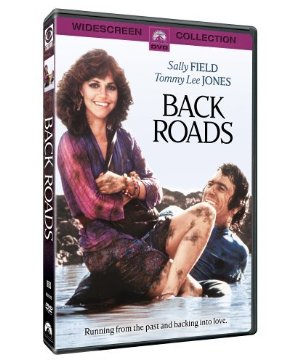 WIDESCREEN DVD COLLECTION
Sally FIELD
Tommy Lee JONES
BACK
ROADS
Running from the past and backing into love.
BACK ROADS
DVD